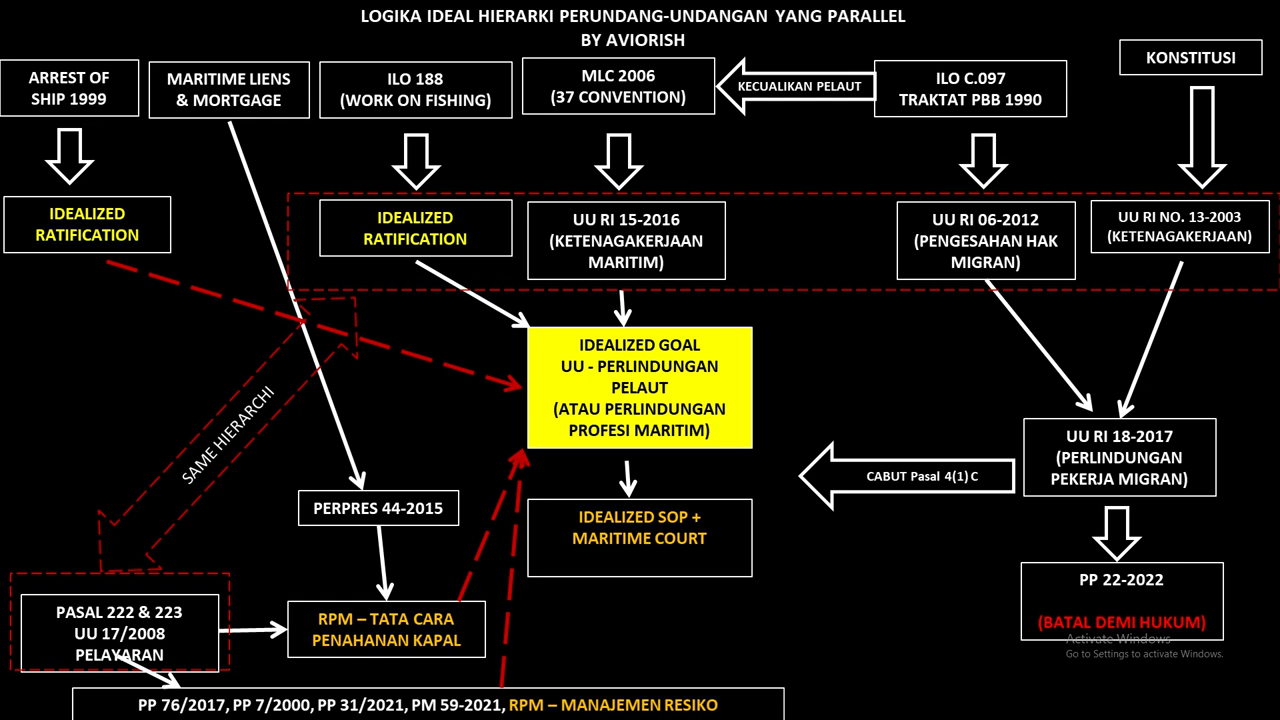 LOGIKA IDEAL HIERARKI PERUNDANG-UNDANGAN YANG PARALLEL
BY AVIORISH
ARREST OF
SHIP 1999
MARITIME LIENS
& MORTGAGE
ILO 188
(WORK ON FISHING)
MLC 2006
(37 CONVENTION)
KECUALIKAN PELAUT
ILO C.097
TRAKTAT PBB 1990
KONSTITUSI
IDEALIZED
RATIFICATION
IDEALIZED
RATIFICATION
UU RI 15-2016
(KETENAGAKERJAAN
MARITIM)
UU RI 06-2012
(PENGESAHAN HAK
MIGRAN)
UU RI NO. 13-2003
(KETENAGAKERJAAN)
IDEALIZED GOAL
UU - PERLINDUNGAN
PELAUT
(ATAU PERLINDUNGAN
PROFESI MARITIM)
SAME HIERARCHI
UU RI 18-2017
(PERLINDUNGAN
PEKERJA MIGRAN)
CABUT Pasal 4(1) C
PERPRES 44-2015
IDEALIZED SOP +
MARITIME COURT
PP 22-2022
(BATAL DEMI HUKUM)
PASAL 222 & 223
UU 17/2008
PELAYARAN
RPM – TATA CARA
PENAHANAN KAPAL
Activate Windows
Go to Settings to activate Windows.
PP 76/2017, PP 7/2000, PP 31/2021, PM 59-2021, RPM – MANAJEMEN RESIKO